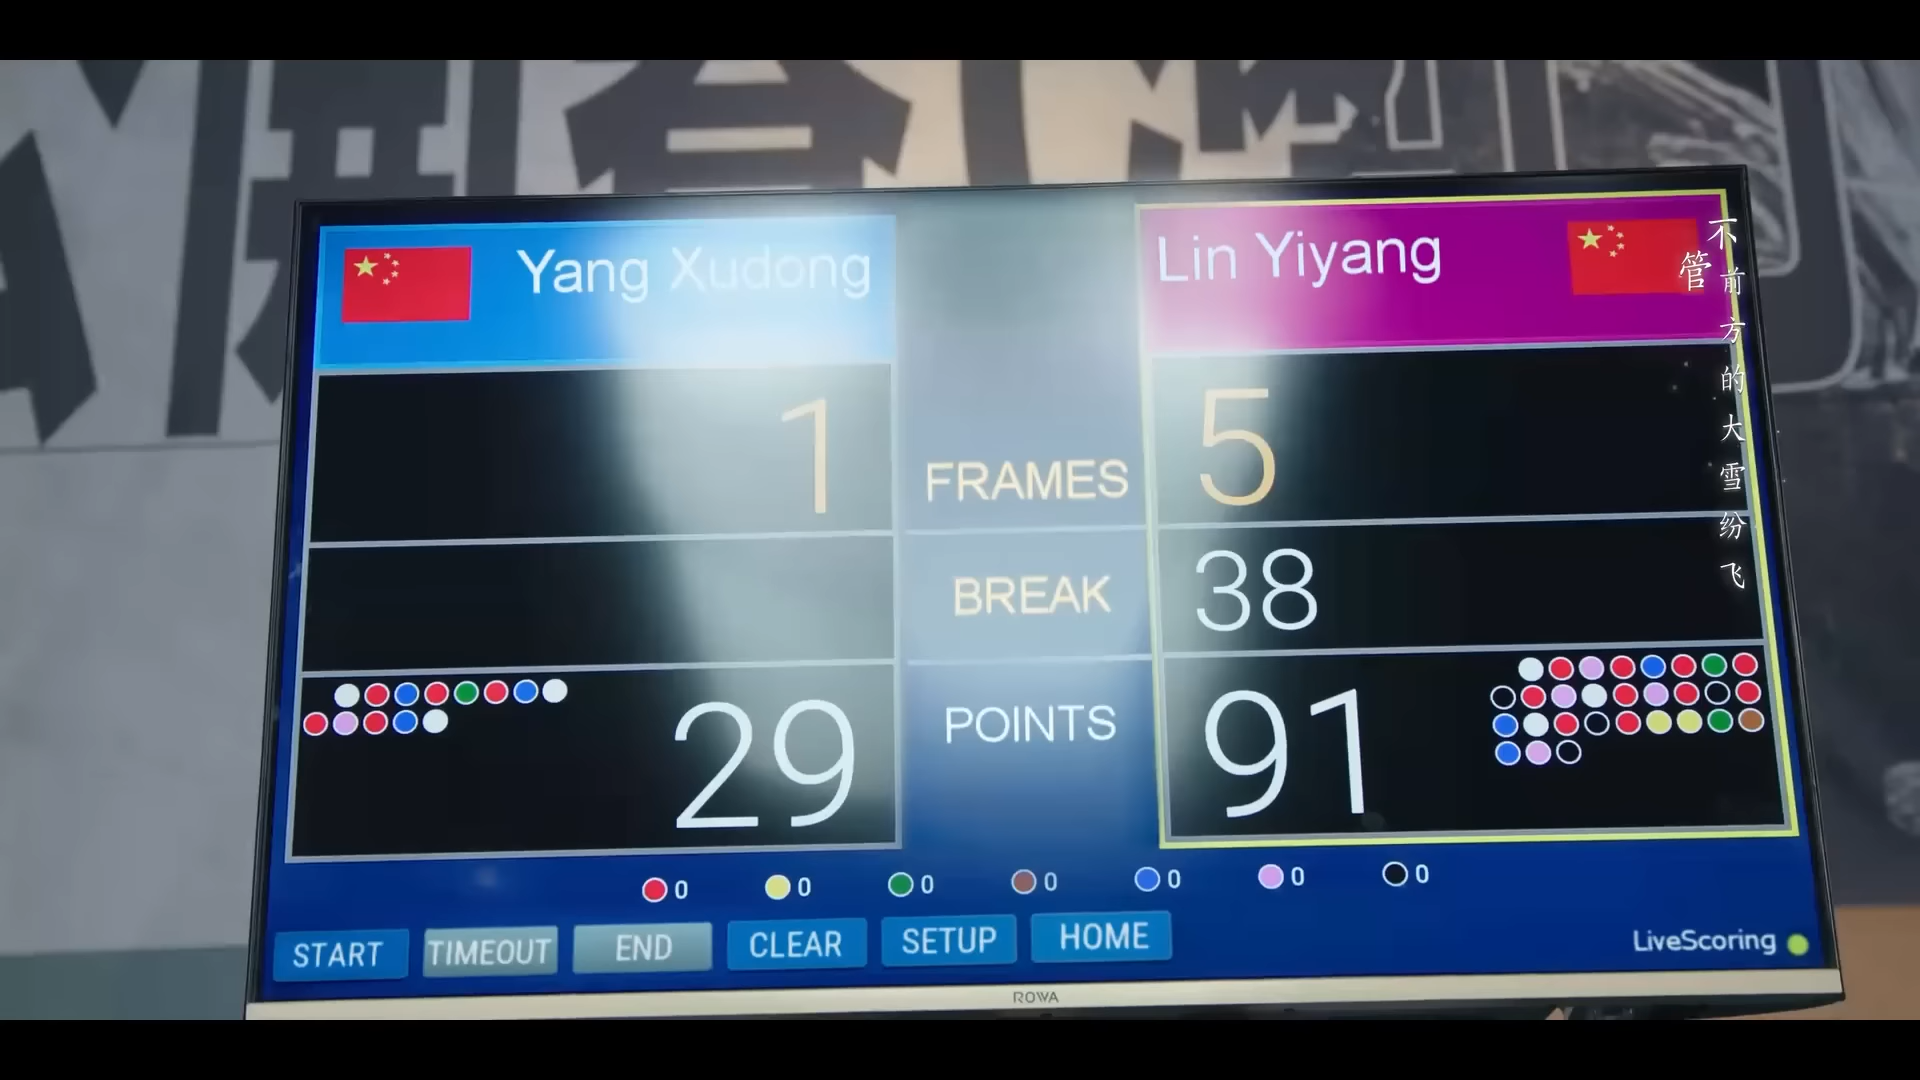 Yang Xudong
Lin Yiyang
1
FRAMES
5
BREAK
38
29
POINTS
91
0
0
0
0
0
0
0
START
TIMEOUT
END
CLEAR
SETUP
HOME
LiveScoring
ROWA
不管前方的大雪纷飞